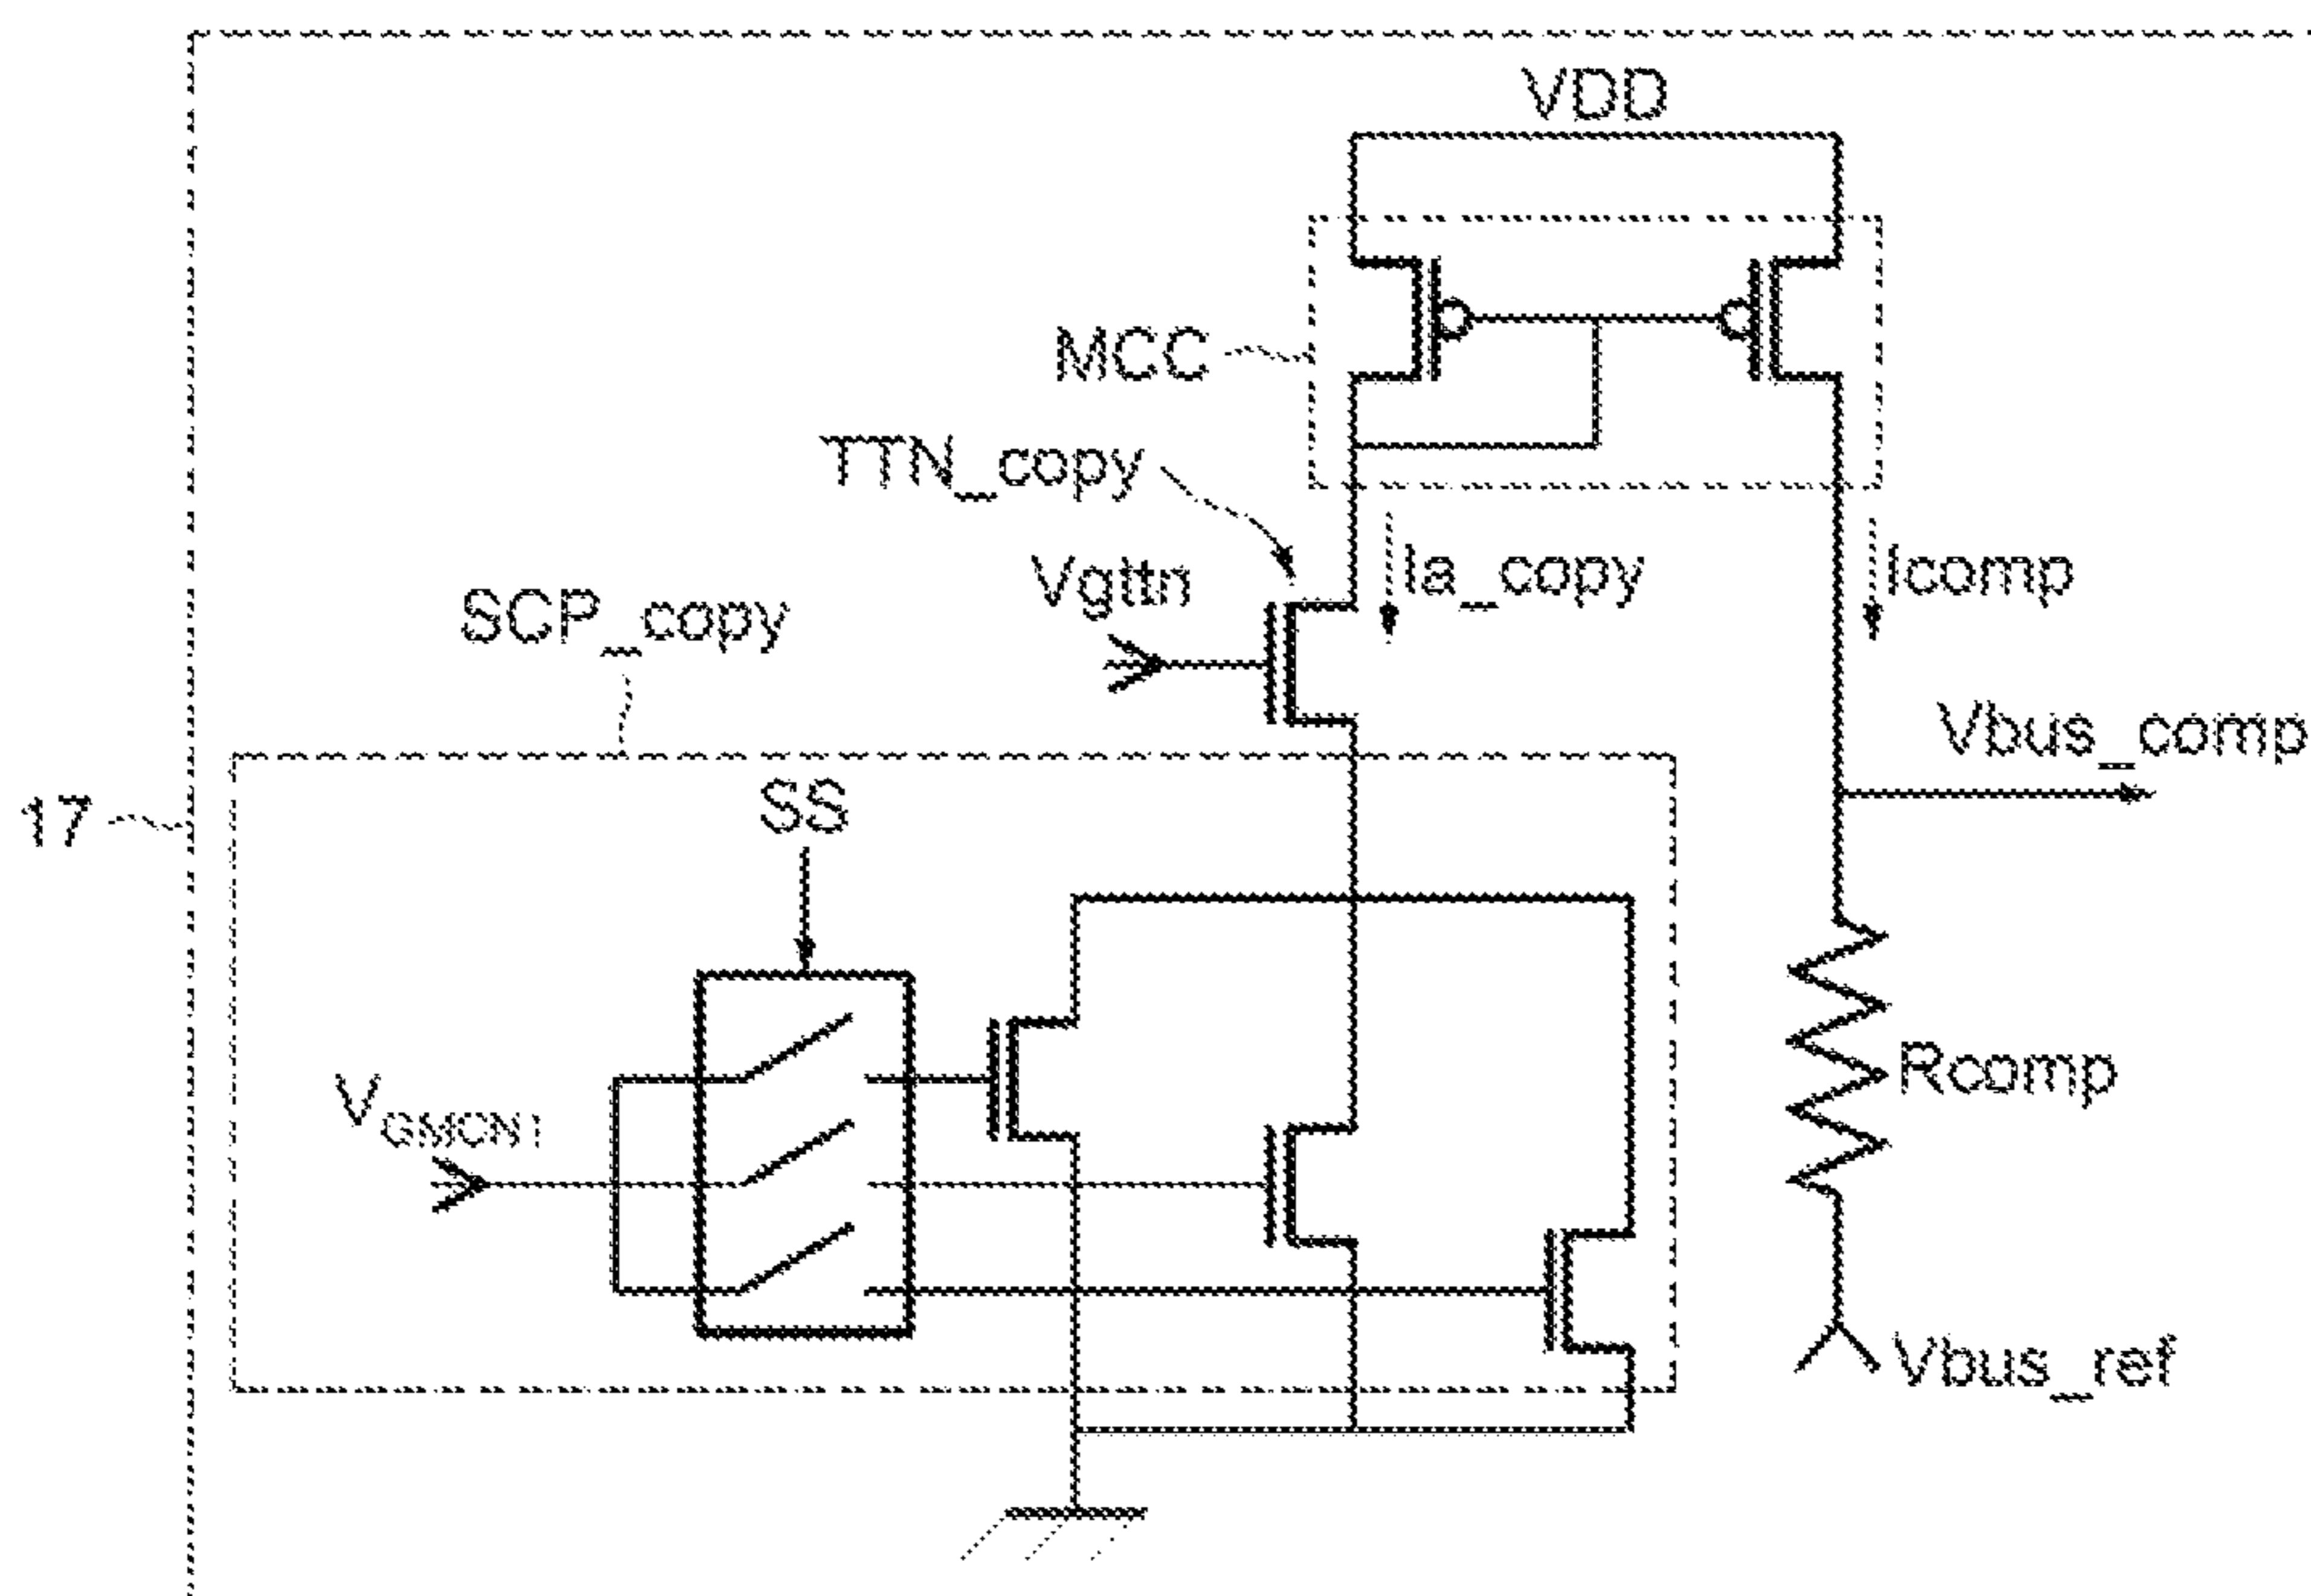 VDD
MCC
TTN_copy
Vgttn
Ia_copy
Icomp
SCP_copy
Vbus_comp
SS
17
Rcomp
VGMCN1
Vbus_ref